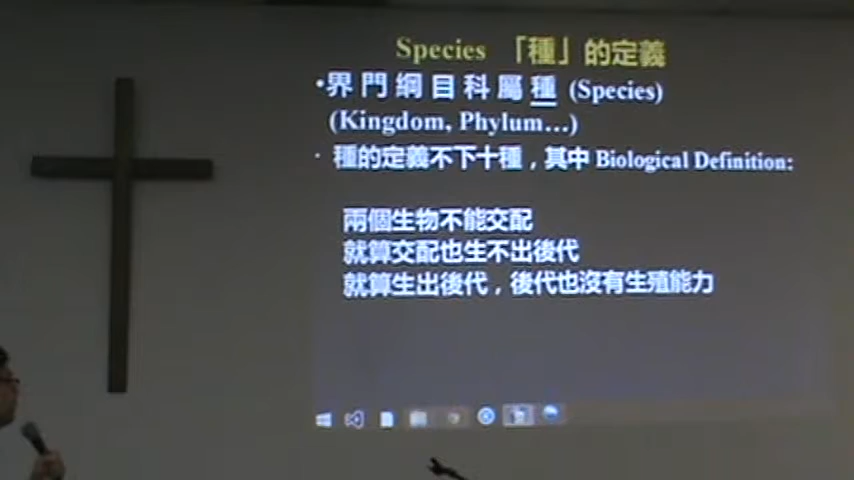 Species 「種」的定義
•界 門 綱 目 科 屬 種 (Species)
(Kingdom, Phylum...)
· 種的定義不下十種，其中 Biological Definition:
兩個生物不能交配
就算交配也生不出後代
就算生出後代，後代也沒有生殖能力